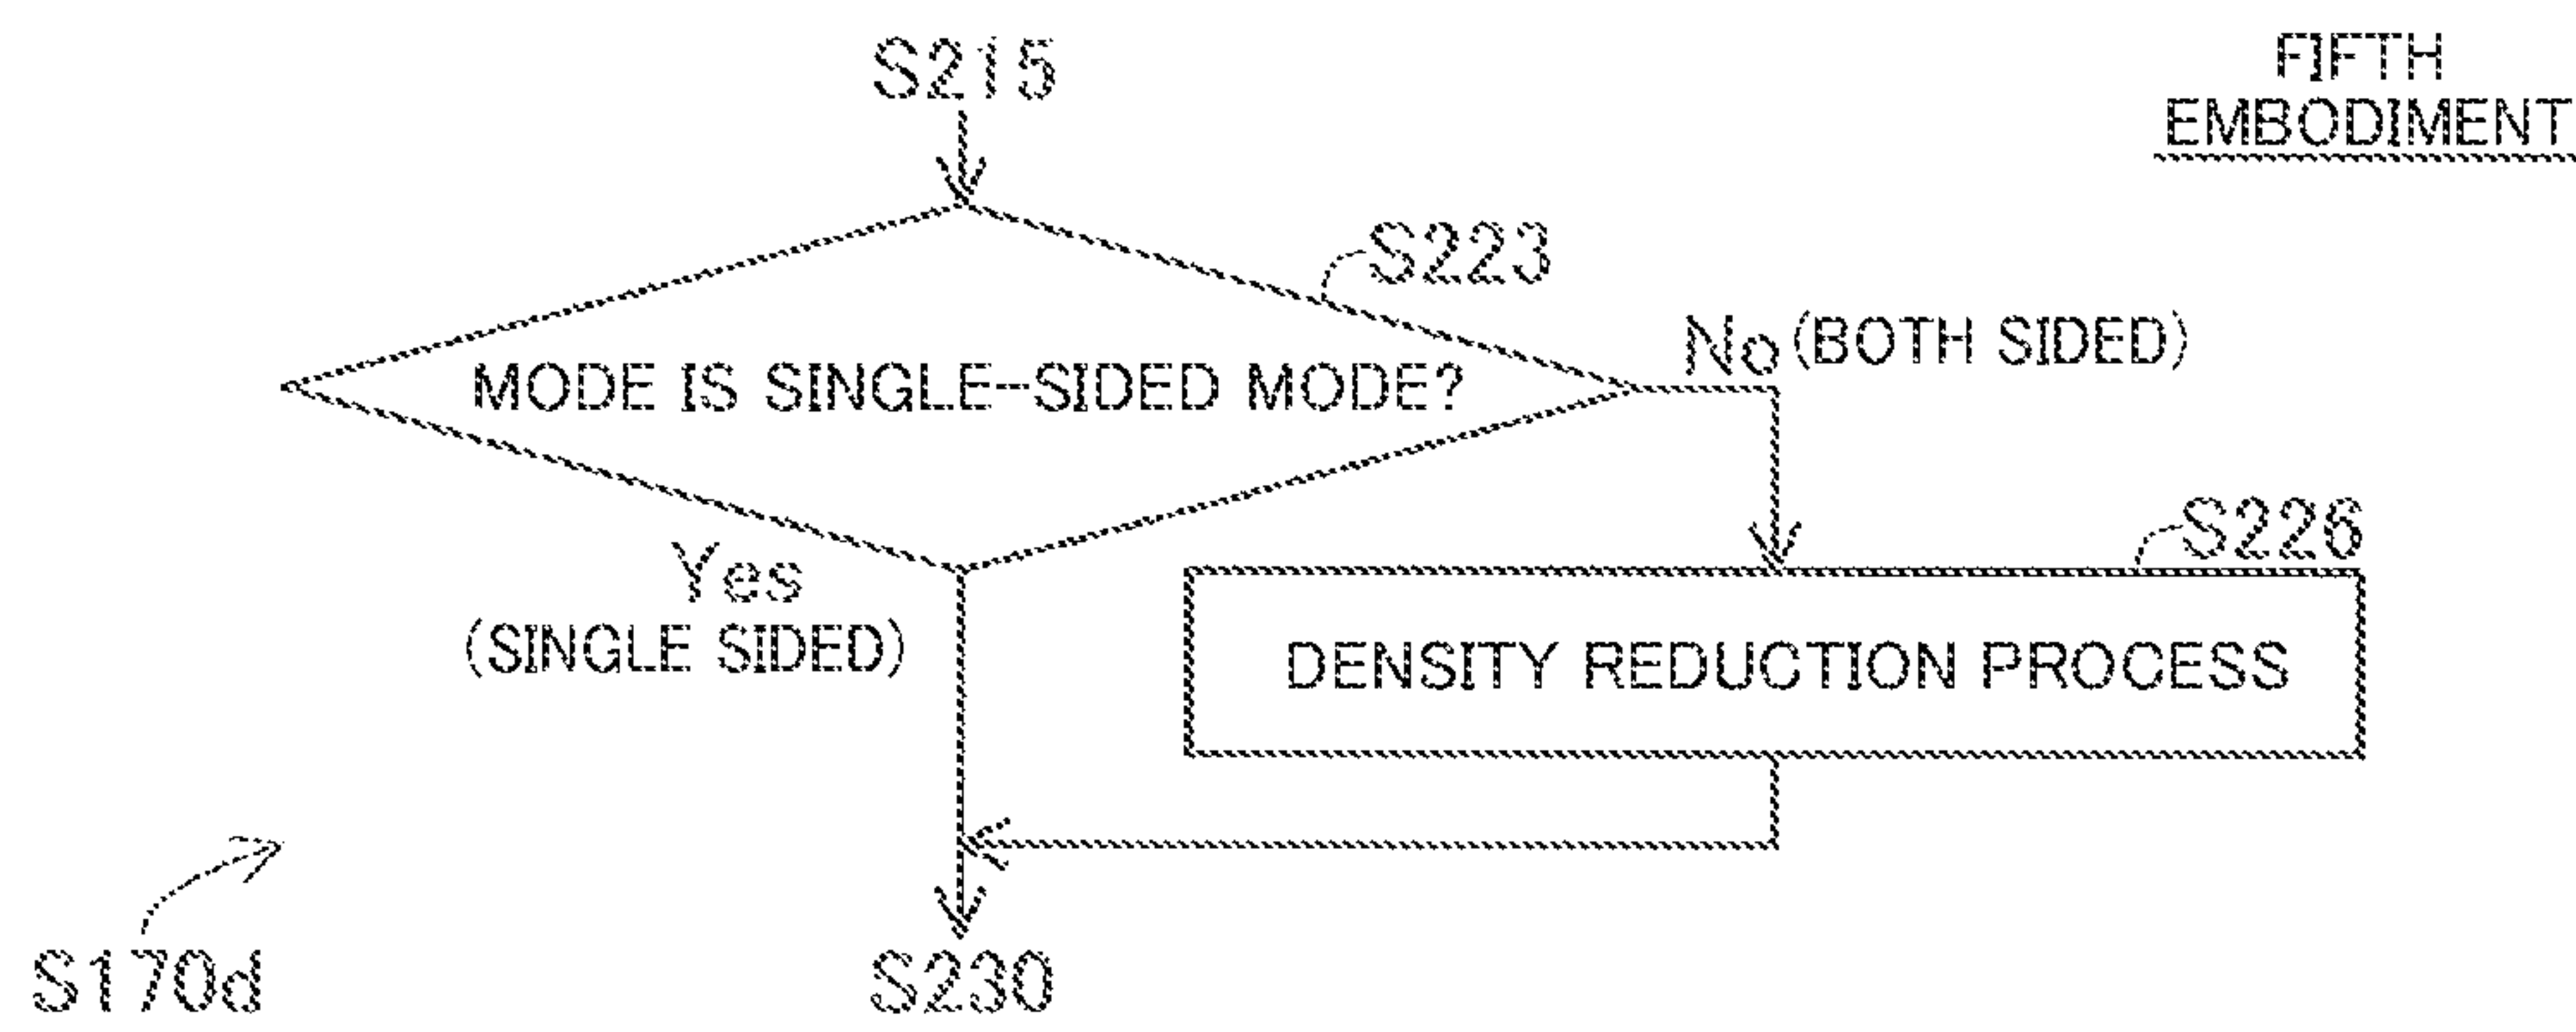 FIFTH
EMBODIMENT
S215
S223
MODE IS SINGLE-SIDED MODE?
No (BOTH SIDED)
Yes
(SINGLE SIDED)
S226
DENSITY REDUCTION PROCESS
S170d
S230